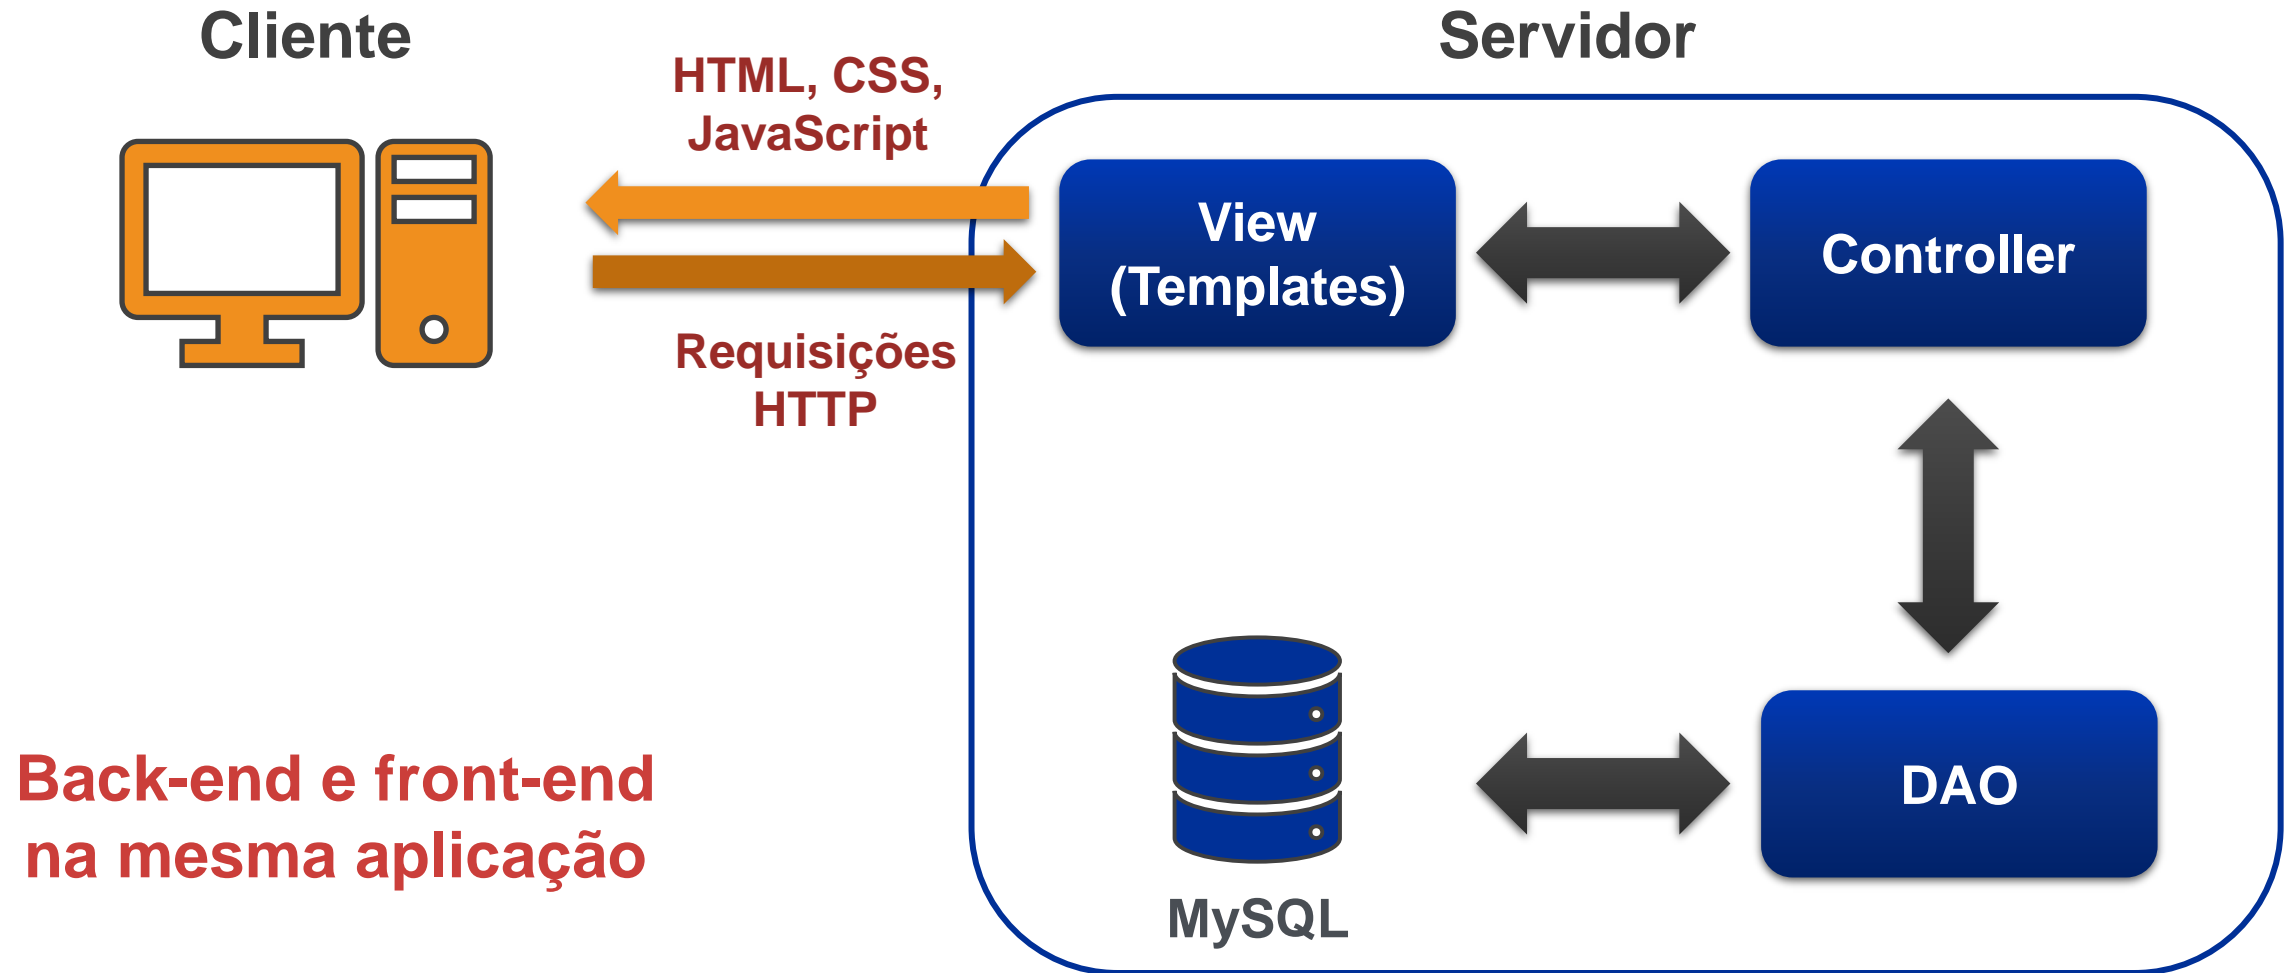 Cliente
Servidor
HTML, CSS,
JavaScript
View
(Templates)
Controller
Requisições
HTTP
Back-end e front-end
na mesma aplicação
DAO
MySQL